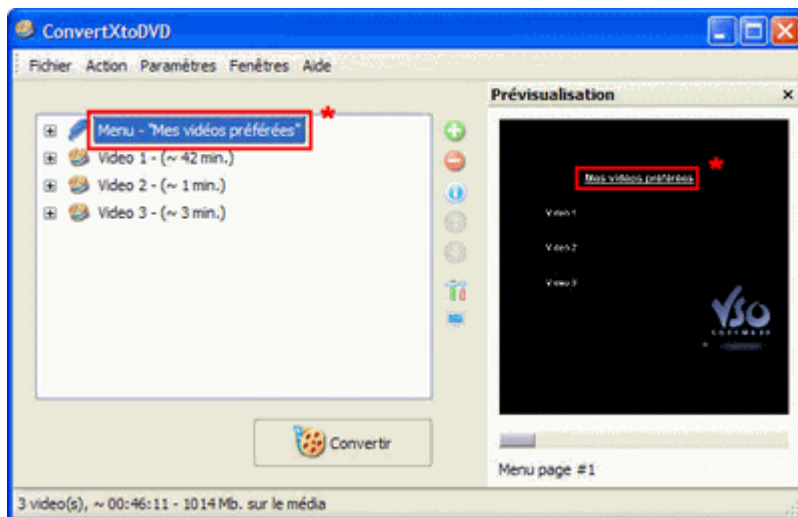 ConvertXtoDVD
Fichier Action Paramètres Fenêtres Aide
Menu - "Mes vidéos préférées" *
Video 1 - (~ 42 min.)
Video 2 - (~ 1 min.)
Video 3 - (~ 3 min.)
Convertir
Prévisualisation
Mes vidéos préférées *
Video 1
Video 2
Video 3
VSO
SOFTWARE
Menu page #1
3 video(s), ~ 00:46:11 - 1014 Mb. sur le média